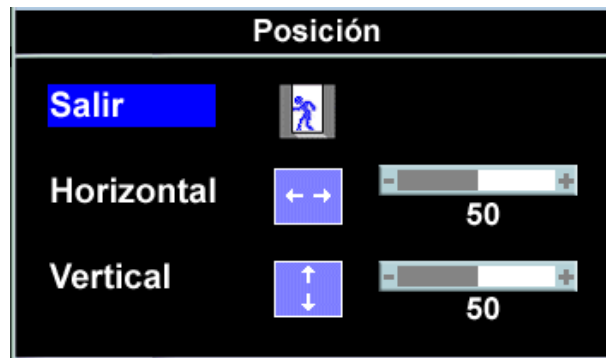 Posición
Salir
Horizontal - +
50
Vertical - +
50